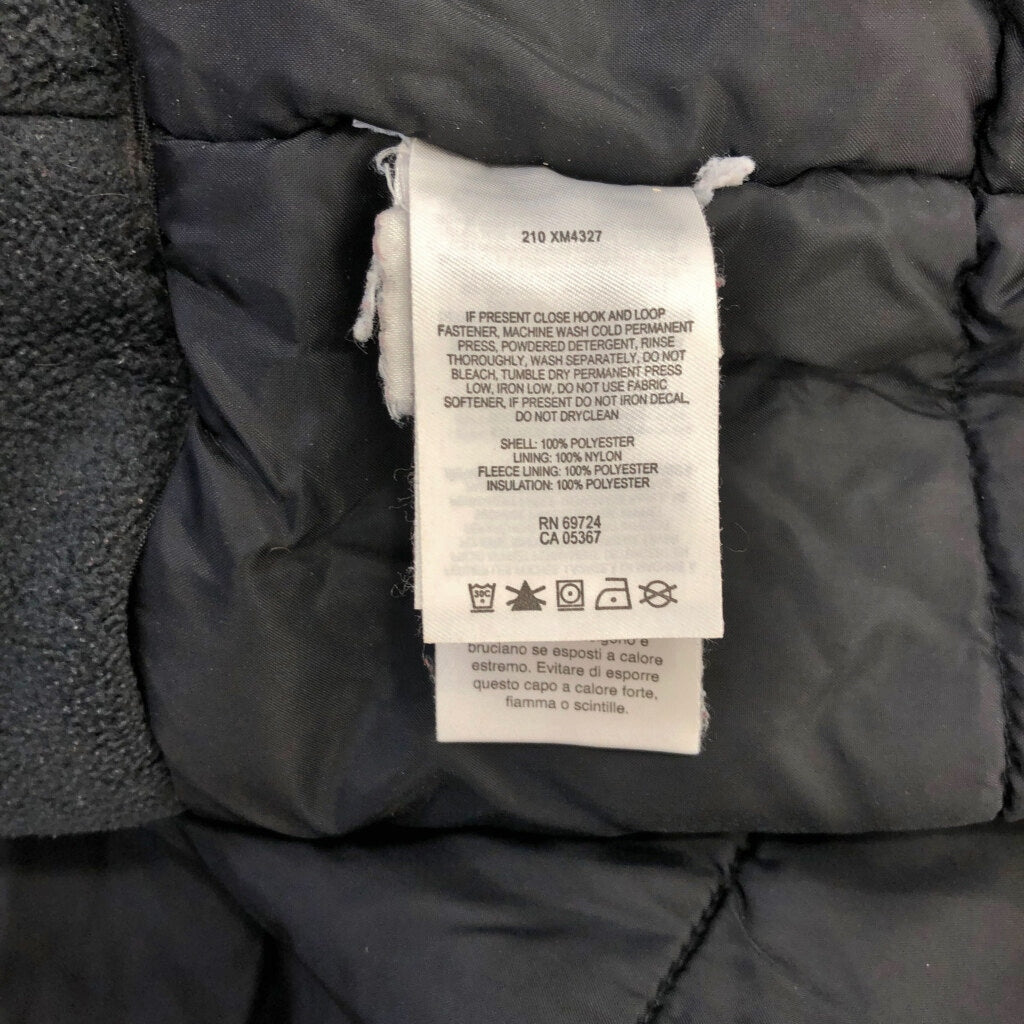 210 XM4327
IF PRESENT CLOSE HOOK AND LOOP
FASTENER, MACHINE WASH COLD PERMANENT
PRESS, POWDERED DETERGENT, RINSE
THOROUGHLY, WASH SEPARATELY, DO NOT
BLEACH, TUMBLE DRY PERMANENT PRESS
LOW, IRON LOW, DO NOT USE FABRIC
SOFTENER, IF PRESENT DO NOT IRON DECAL,
DO NOT DRYCLEAN
SHELL: 100% POLYESTER
LINING: 100% NYLON
FLEECE LINING: 100% POLYESTER
INSULATION: 100% POLYESTER
RN 69724
CA 05367
30C
e
bruciano se esposti a calore
estremo. Evitare di esporre
questo capo a calore forte,
fiamma o scintille.